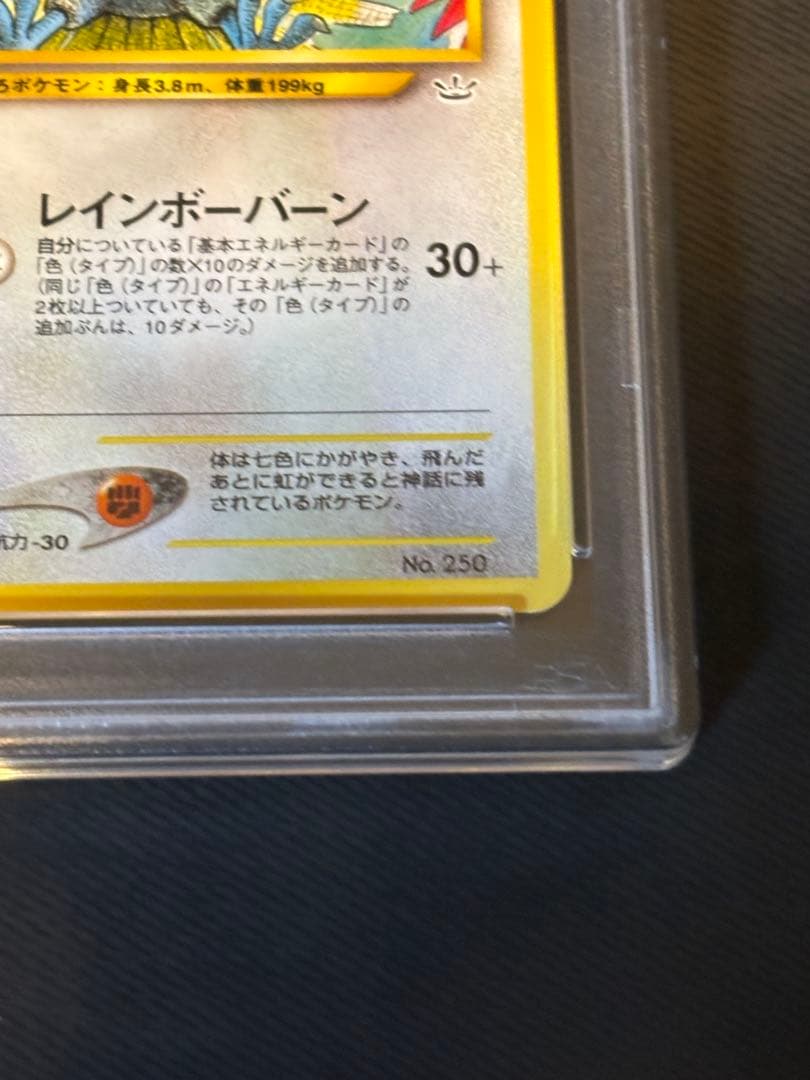 ろポケモン：身長3.8m、体重199kg
レインボーバーン
自分についている「基本エネルギーカード」の
「色（タイプ）」の数×10のダメージを追加する。
（同じ「色（タイプ）」の「エネルギーカード」が
2枚以上ついていても、その「色（タイプ）」の
追加ぶんは、10ダメージ。）
30+
体は七色にかがやき、飛んだ
あとに虹ができると神話に残
されているポケモン。
抗力-30
No. 250